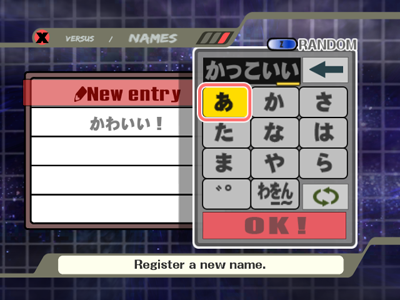 X VERSUS / NAMES
RANDOM
かっこいい
New entry
かわいい！
あ か さ
た な は
ま や ら
゛゜ わをん
OK!
Register a new name.